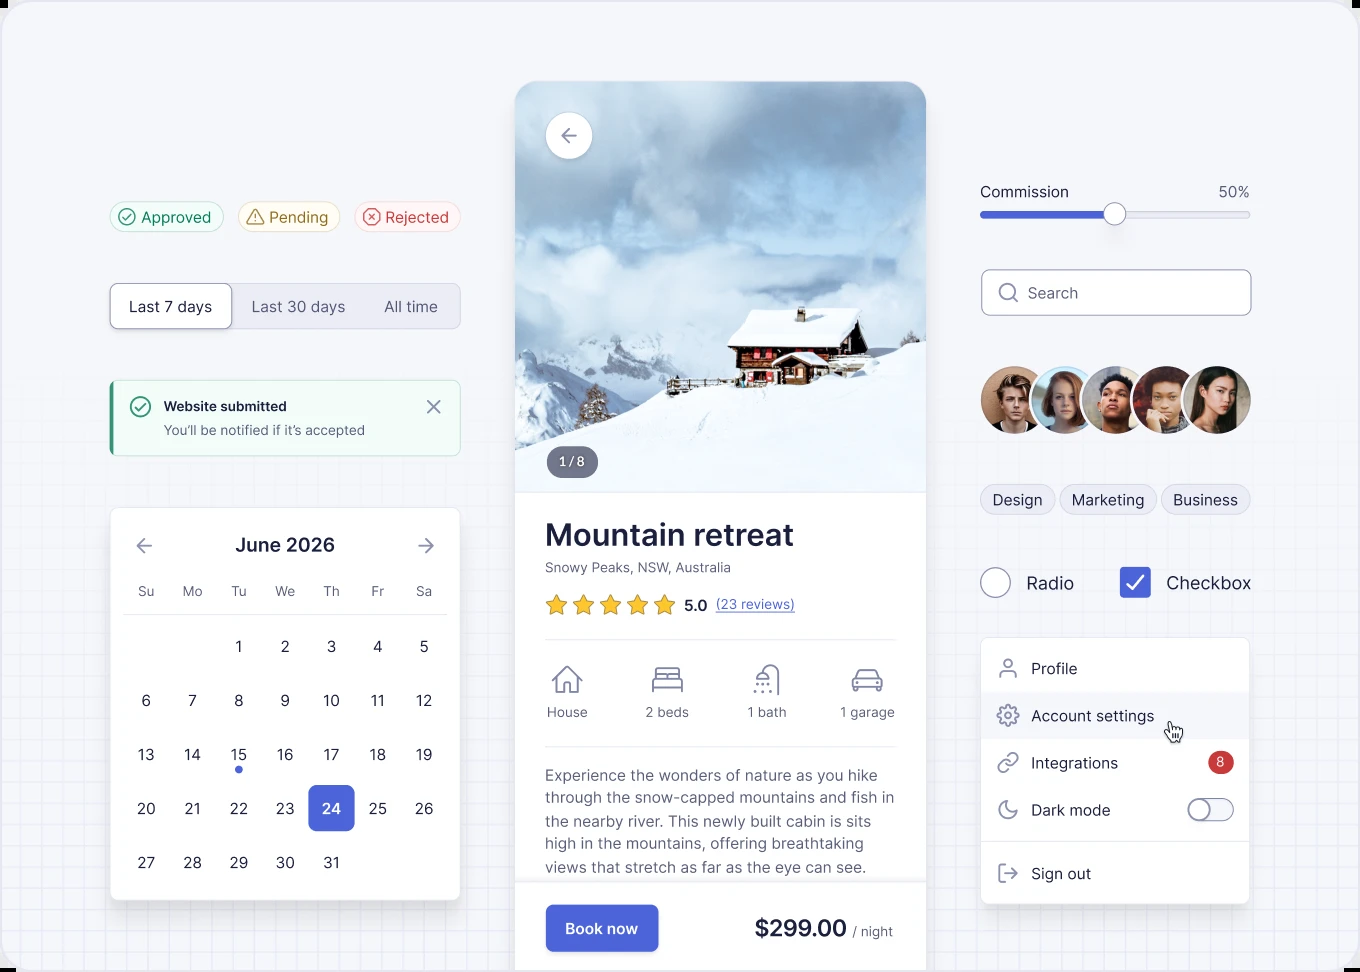 Approved Pending Rejected
Last 7 days Last 30 days All time
Website submitted
You'll be notified if it's accepted
June 2026
Su Mo Tu We Th Fr Sa
1 2 3 4 5
6 7 8 9 10 11 12
13 14 15 16 17 18 19
20 21 22 23 24 25 26
27 28 29 30 31
1/8
Mountain retreat
Snowy Peaks, NSW, Australia
5.0 (23 reviews)
House 2 beds 1 bath 1 garage
Experience the wonders of nature as you hike
through the snow-capped mountains and fish in
the nearby river. This newly built cabin is sits
high in the mountains, offering breathtaking
views that stretch as far as the eye can see.
Book now $299.00 / night
Commission 50%
Search
Design Marketing Business
Radio Checkbox
Profile
Account settings
Integrations 8
Dark mode
Sign out